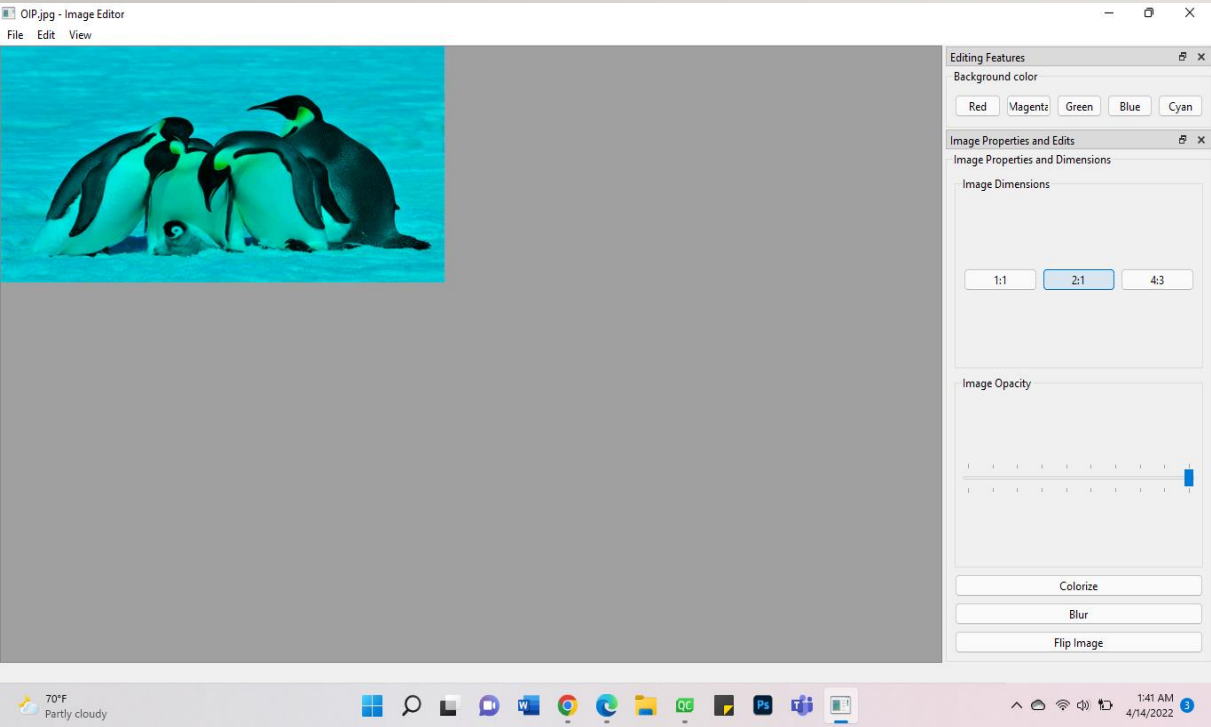 OIP.jpg - Image Editor
File Edit View
Editing Features
Background color
Red Magenta Green Blue Cyan
Image Properties and Edits
Image Properties and Dimensions
Image Dimensions
1:1 2:1 4:3
Image Opacity
Colorize
Blur
Flip Image
70°F
Partly cloudy
W QC Ps T
1:41 AM
4/14/2022
3